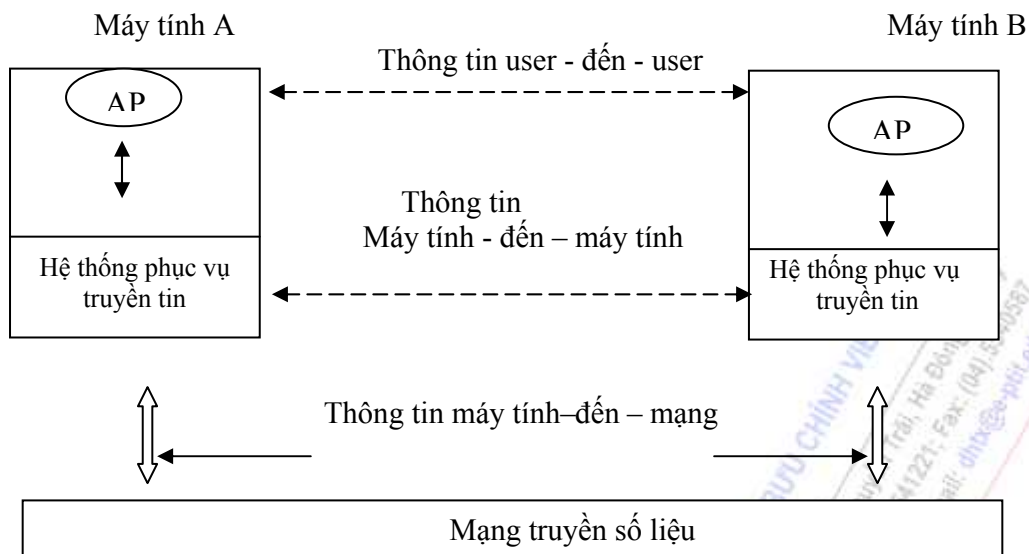 Máy tính A
Máy tính B
Thông tin user - đến - user
AP
AP
Thông tin
Máy tính - đến – máy tính
Hệ thống phục vụ
truyền tin
Hệ thống phục vụ
truyền tin
Thông tin máy tính–đến – mạng
Mạng truyền số liệu